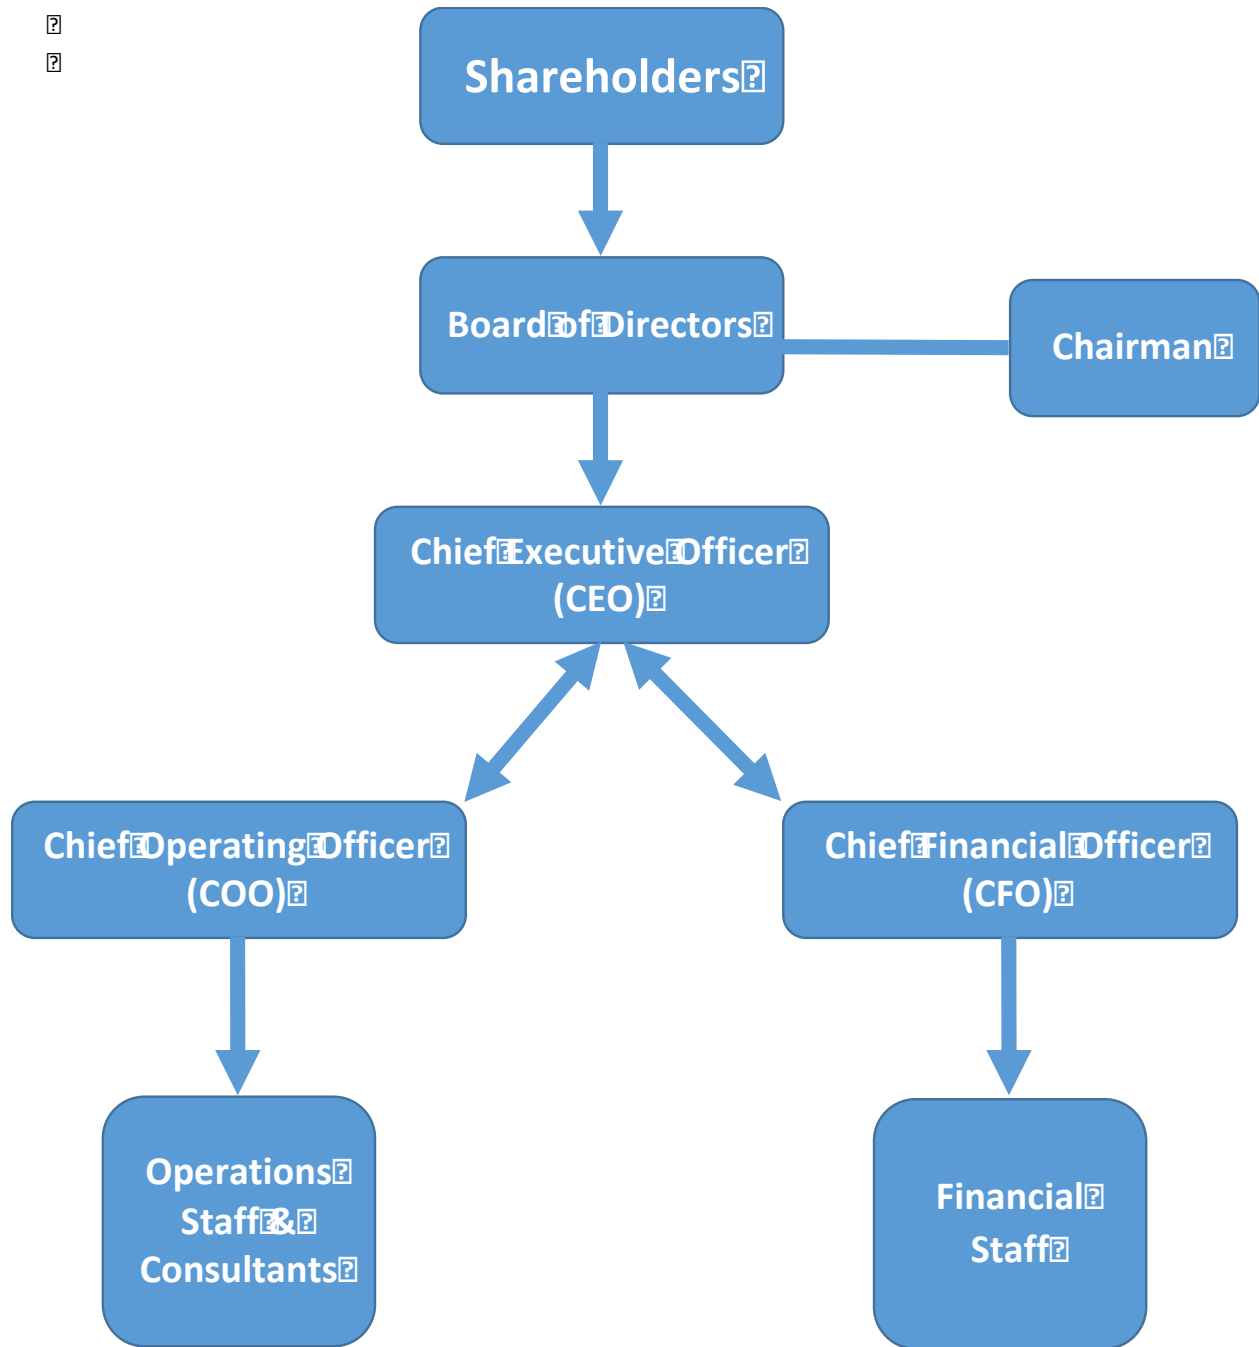 Shareholders
Board of Directors
Chairman
Chief Executive Officer
(CEO)
Chief Operating Officer
(COO)
Chief Financial Officer
(CFO)
Operations
Staff &
Consultants
Financial
Staff